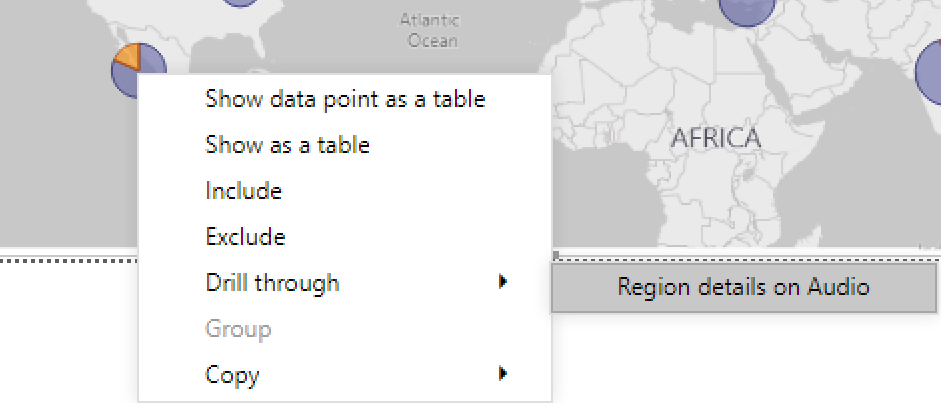 Atlantic
Ocean
AFRICA
Show data point as a table
Show as a table
Include
Exclude
Drill through
Region details on Audio
Group
Copy